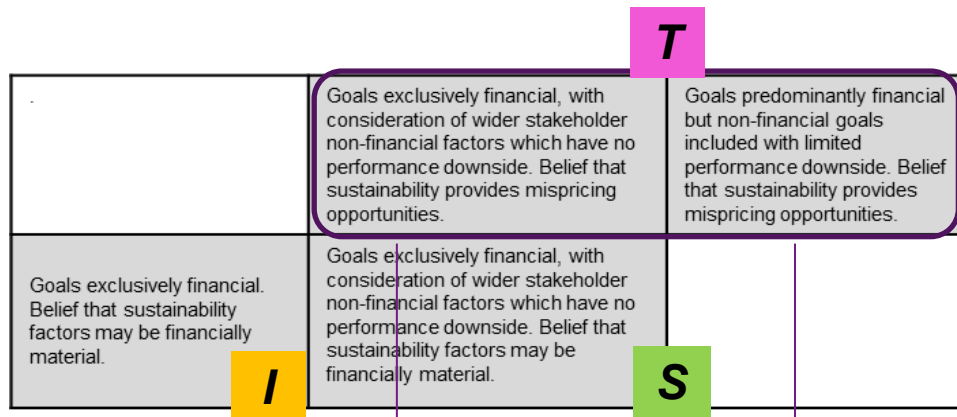 T
.
Goals exclusively financial, with
consideration of wider stakeholder
non-financial factors which have no
performance downside. Belief that
sustainability provides mispricing
opportunities.
Goals predominantly financial
but non-financial goals
included with limited
performance downside. Belief
that sustainability provides
mispricing opportunities.
Goals exclusively financial.
Belief that sustainability
factors may be financially
material.
I
Goals exclusively financial, with
consideration of wider stakeholder
non-financial factors which have no
performance downside. Belief that
sustainability factors may be
financially material.
S